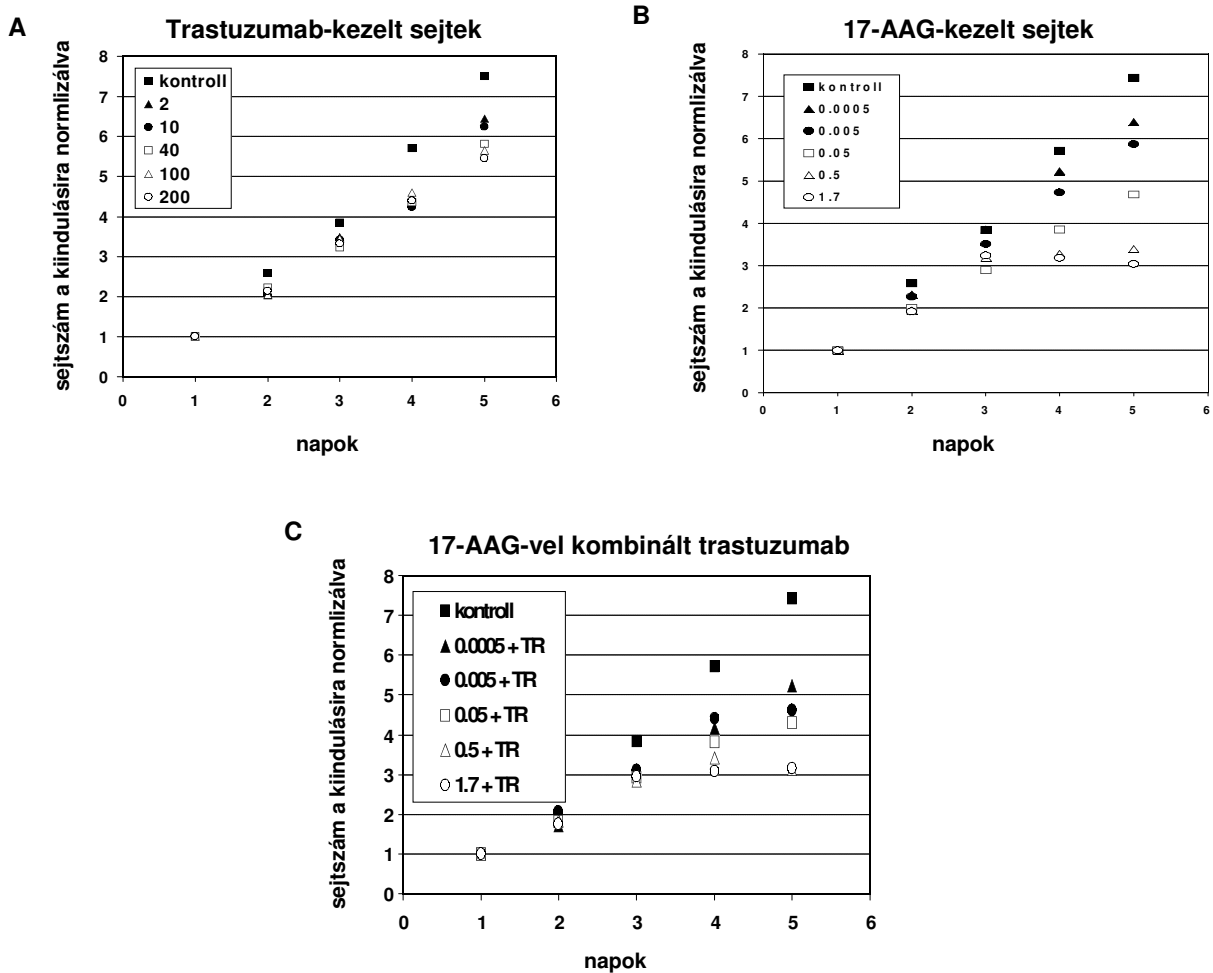 A
Trastuzumab-kezelt sejtek
sejtszám a kiindulásira normlizálva
8
7
6
5
4
3
2
1
0
kontroll
2
10
40
100
200
0 1 2 3 4 5 6
napok
B
17-AAG-kezelt sejtek
sejtszám a kiindulásira normlizálva
8
7
6
5
4
3
2
1
0
kontroll
0.0005
0.005
0.05
0.5
1.7
0 1 2 3 4 5 6
napok
C
17-AAG-vel kombinált trastuzumab
sejtszám a kiindulásira normlizálva
8
7
6
5
4
3
2
1
0
kontroll
0.0005 + TR
0.005 + TR
0.05 + TR
0.5 + TR
1.7 + TR
0 1 2 3 4 5 6
napok